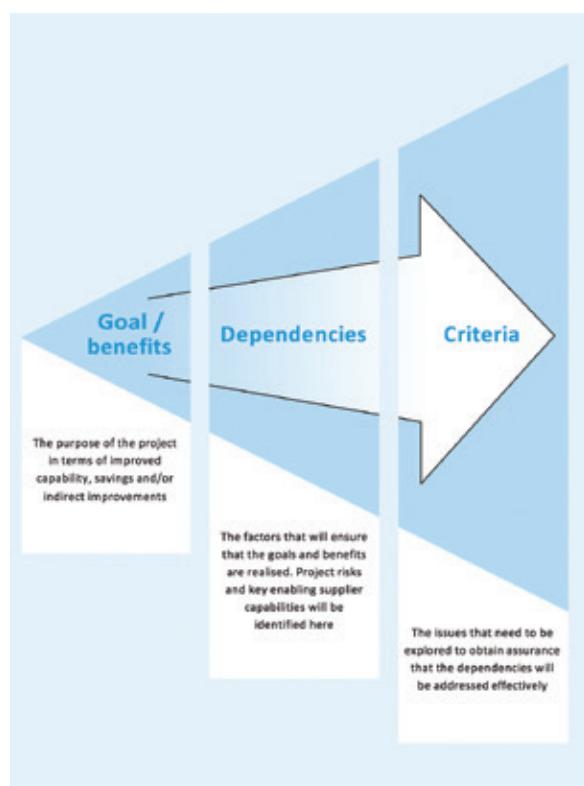 Goal /
benefits
Dependencies
Criteria
The purpose of the project
in terms of improved
capability, savings and/or
indirect improvements
The factors that will ensure
that the goals and benefits
are realised. Project risks
and key enabling supplier
capabilities will be
identified here
The issues that need to be
explored to obtain assurance
that the dependencies will
be addressed effectively